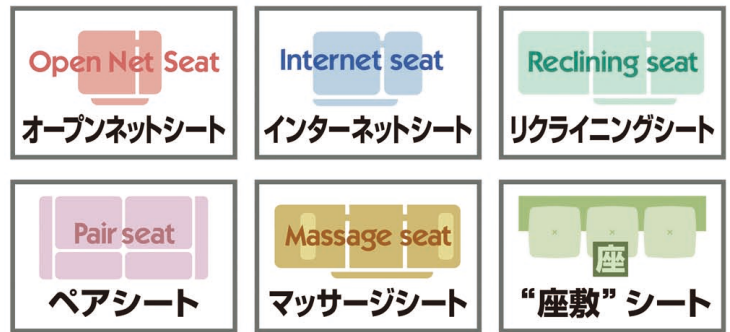 Open Net Seat
オープンネットシート
Internet seat
インターネットシート
Reclining seat
リクライニングシート
Pair seat
ペアシート
Massage seat
マッサージシート
座
“座敷”シート